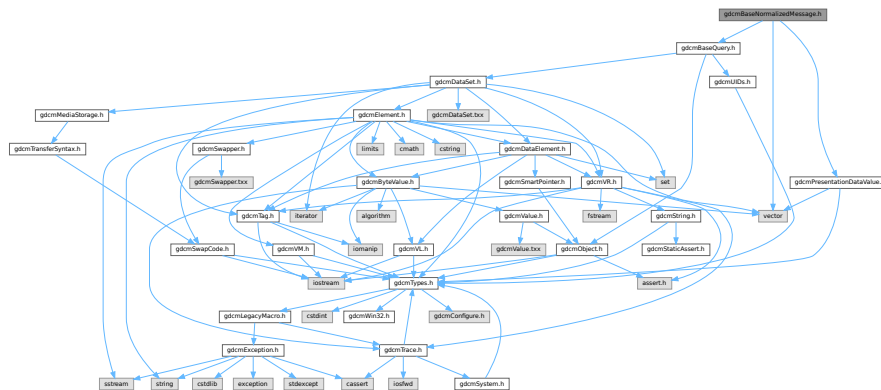 gdcmBaseNormalizedMessage.h
gdcmBaseQuery.h
gdcmDataSet.h
gdcmUIDs.h
gdcmMediaStorage.h
gdcmElement.h
gdcmDataSet.txx
gdcmTransferSyntax.h
gdcmSwapper.h
limits
cmath
cstring
gdcmDataElement.h
gdcmSwapper.txx
gdcmByteValue.h
gdcmSmartPointer.h
gdcmVR.h
set
gdcmPresentationDataValue.h
gdcmTag.h
iterator
algorithm
gdcmValue.h
fstream
gdcmString.h
vector
gdcmSwapCode.h
gdcmVM.h
iomanip
gdcmVL.h
gdcmValue.txx
gdcmObject.h
gdcmStaticAssert.h
iostream
gdcmTypes.h
assert.h
gdcmLegacyMacro.h
cstdint
gdcmWin32.h
gdcmConfigure.h
gdcmException.h
gdcmTrace.h
sstream
string
cstdlib
exception
stdexcept
cassert
iosfwd
gdcmSystem.h